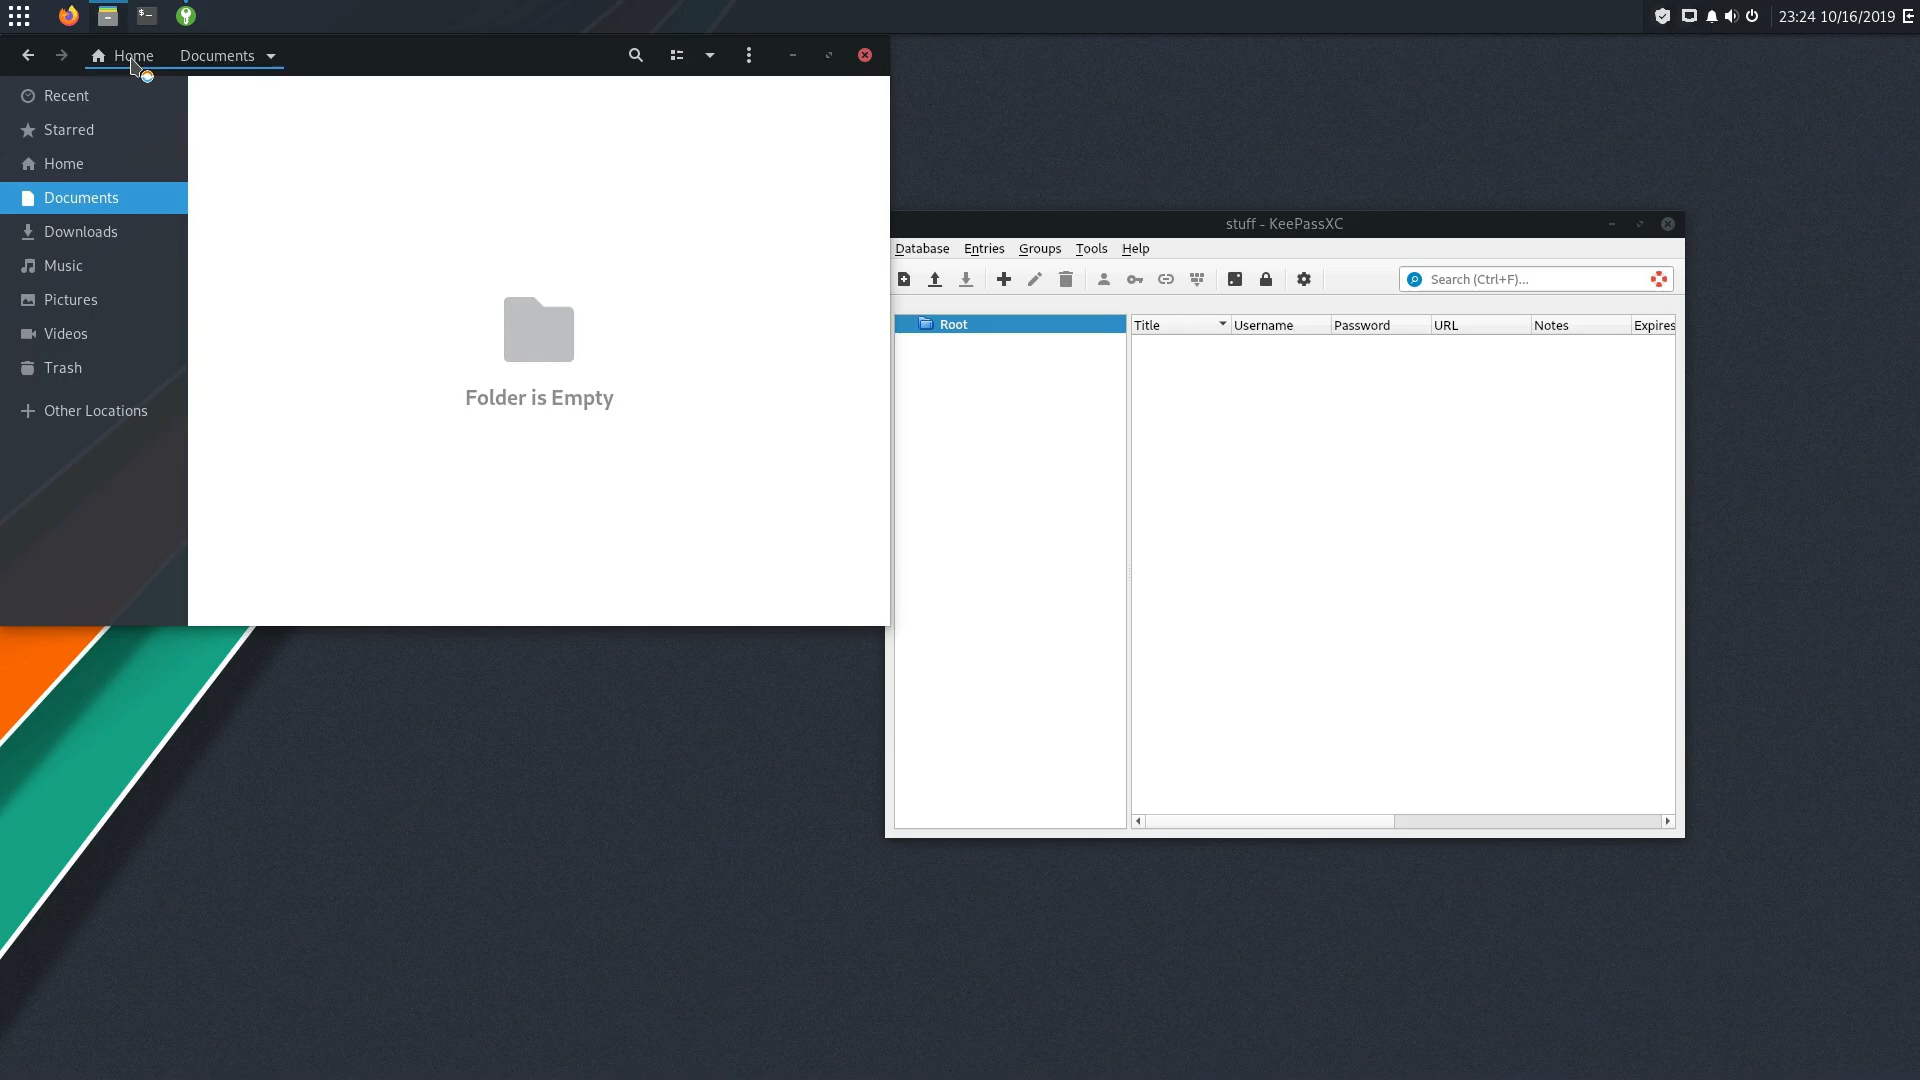 23:24 10/16/2019
Home Documents
Recent
Starred
Home
Documents
Downloads
Music
Pictures
Videos
Trash
Other Locations
Folder is Empty
stuff - KeePassXC
Database Entries Groups Tools Help
Search (Ctrl+F)...
Root
Title Username Password URL Notes Expires